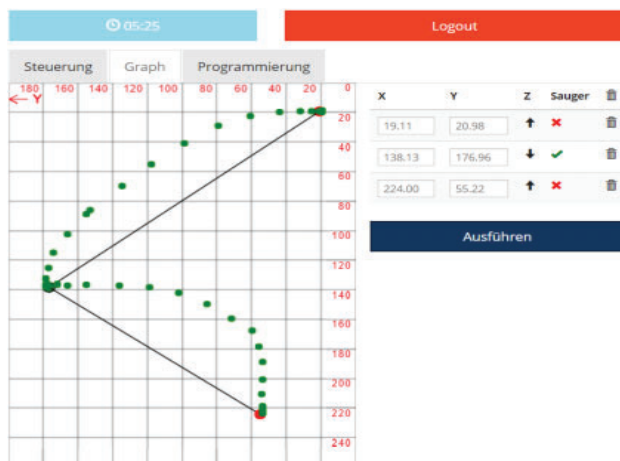 05:25
Logout
Steuerung Graph Programmierung
180 160 140 120 100 80 60 40 20 0
← Y
20
40
60
80
100
120
140
160
180
200
220
240
X Y Z Sauger
19.11 20.98
138.13 176.96
224.00 55.22
Ausführen